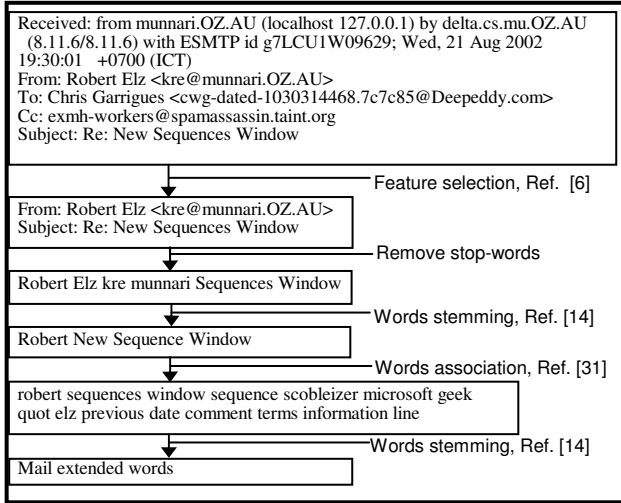 Received: from munnari.OZ.AU (localhost 127.0.0.1) by delta.cs.mu.OZ.AU
(8.11.6/8.11.6) with ESMTP id g7LCU1W09629; Wed, 21 Aug 2002
19:30:01 +0700 (ICT)
From: Robert Elz <kre@munnari.OZ.AU>
To: Chris Garrigues <cwg-dated-1030314468.7c7c85@Deepeddy.com>
Cc: exmh-workers@spamassassin.taint.org
Subject: Re: New Sequences Window
Feature selection, Ref. [6]
From: Robert Elz <kre@munnari.OZ.AU>
Subject: Re: New Sequences Window
Remove stop-words
Robert Elz kre munnari Sequences Window
Words stemming, Ref. [14]
Robert New Sequence Window
Words association, Ref. [31]
robert sequences window sequence scobleizer microsoft geek
quot elz previous date comment terms information line
Words stemming, Ref. [14]
Mail extended words